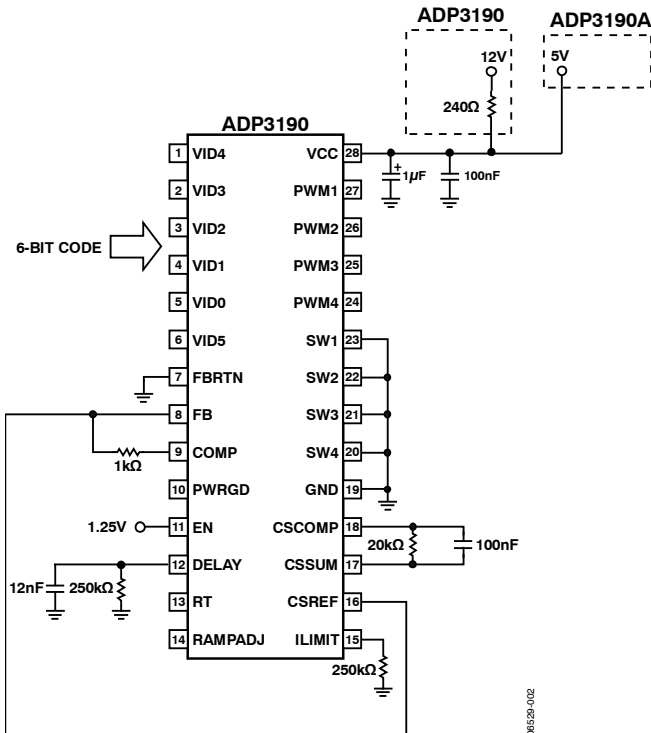 ADP3190
ADP3190A
12V
5V
240Ω
ADP3190
1 VID4
VCC 28
+
1µF
100nF
2 VID3
PWM1 27
3 VID2
PWM2 26
6-BIT CODE
4 VID1
PWM3 25
5 VID0
PWM4 24
6 VID5
SW1 23
7 FBRTN
SW2 22
8 FB
SW3 21
1kΩ
9 COMP
SW4 20
10 PWRGD
GND 19
1.25V
11 EN
CSCOMP 18
20kΩ
100nF
12nF
250kΩ
12 DELAY
CSSUM 17
13 RT
CSREF 16
14 RAMPADJ
ILIMIT 15
250kΩ
06529-002